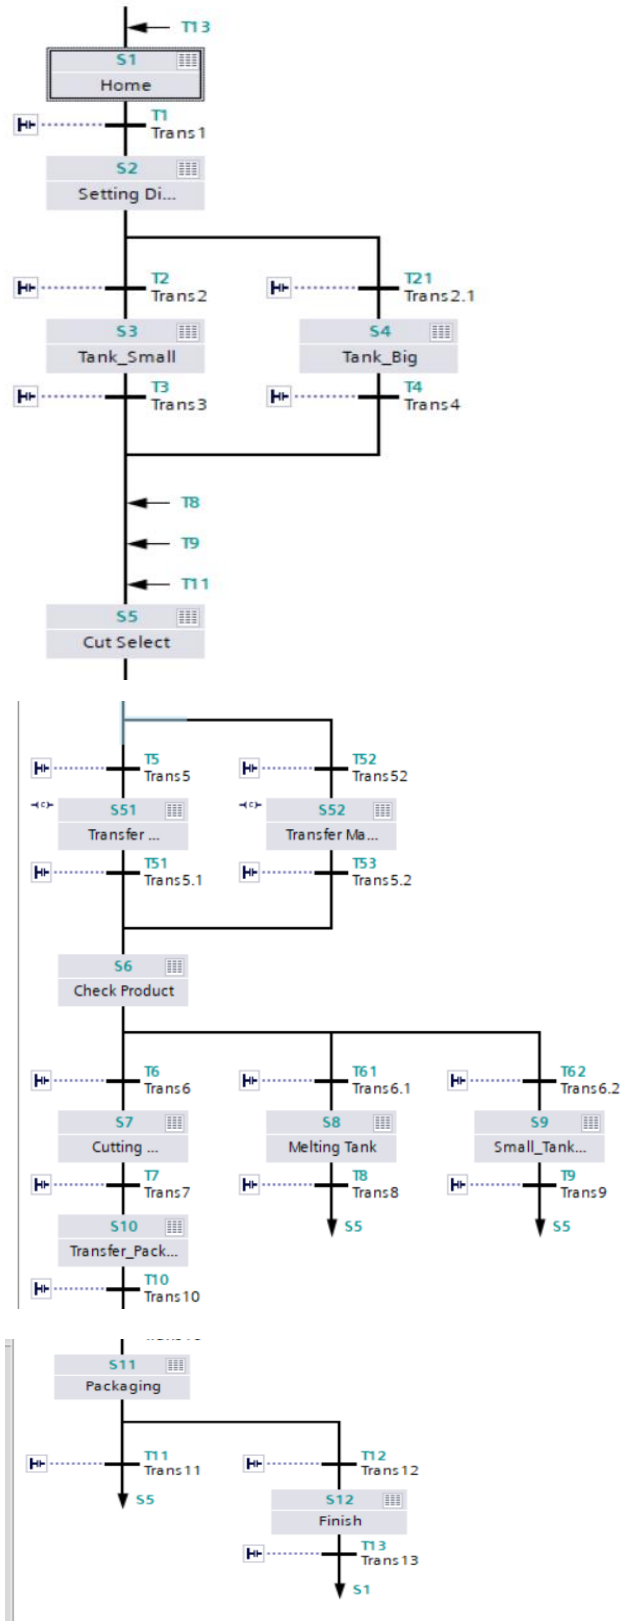 T13
S1
Home
T1
Trans1
S2
Setting Di...
T2
Trans2
T21
Trans2.1
S3
Tank_Small
S4
Tank_Big
T3
Trans3
T4
Trans4
T8
T9
T11
S5
Cut Select
T5
Trans5
T52
Trans52
S51
Transfer ...
S52
Transfer Ma...
T51
Trans5.1
T53
Trans5.2
S6
Check Product
T6
Trans6
T61
Trans6.1
T62
Trans6.2
S7
Cutting ...
S8
Melting Tank
S9
Small_Tank...
T7
Trans7
T8
Trans8
T9
Trans9
S10
Transfer_Pack...
S5
S5
T10
Trans10
S11
Packaging
T11
Trans11
T12
Trans12
S5
S12
Finish
T13
Trans13
S1